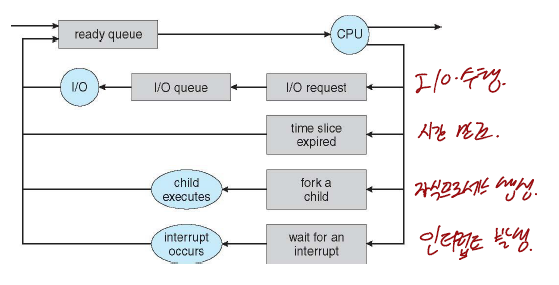 ready queue
CPU
I/O
I/O queue
I/O request
I/O 수행.
time slice
expired
시간 만료.
child
executes
fork a
child
자식프로세스 생성.
interrupt
occurs
wait for an
interrupt
인터럽트 발생.